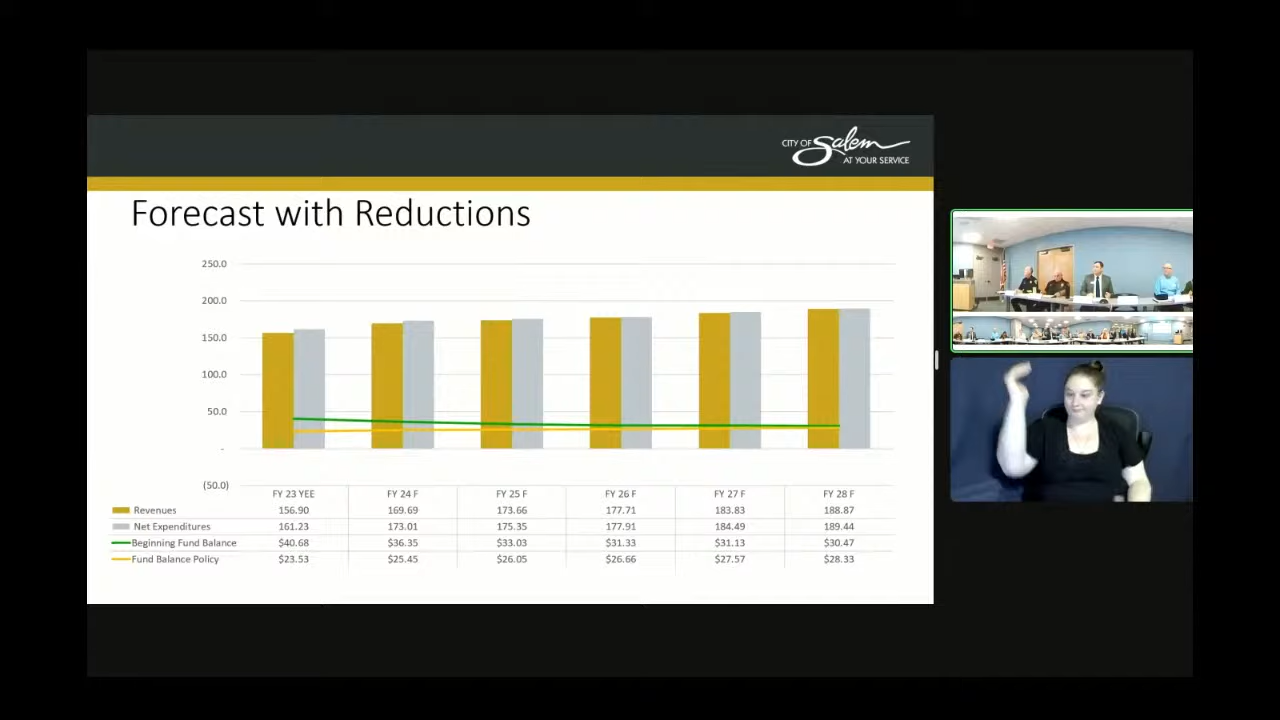 CITY OF Salem
AT YOUR SERVICE
Forecast with Reductions
250.0
200.0
150.0
100.0
50.0
-
(50.0)
FY 23 YEE FY 24 F FY 25 F FY 26 F FY 27 F FY 28 F
Revenues 156.90 169.69 173.66 177.71 183.83 188.87
Net Expenditures 161.23 173.01 175.35 177.91 184.49 189.44
Beginning Fund Balance $40.68 $36.35 $33.03 $31.33 $31.13 $30.47
Fund Balance Policy $23.53 $25.45 $26.05 $26.66 $27.57 $28.33